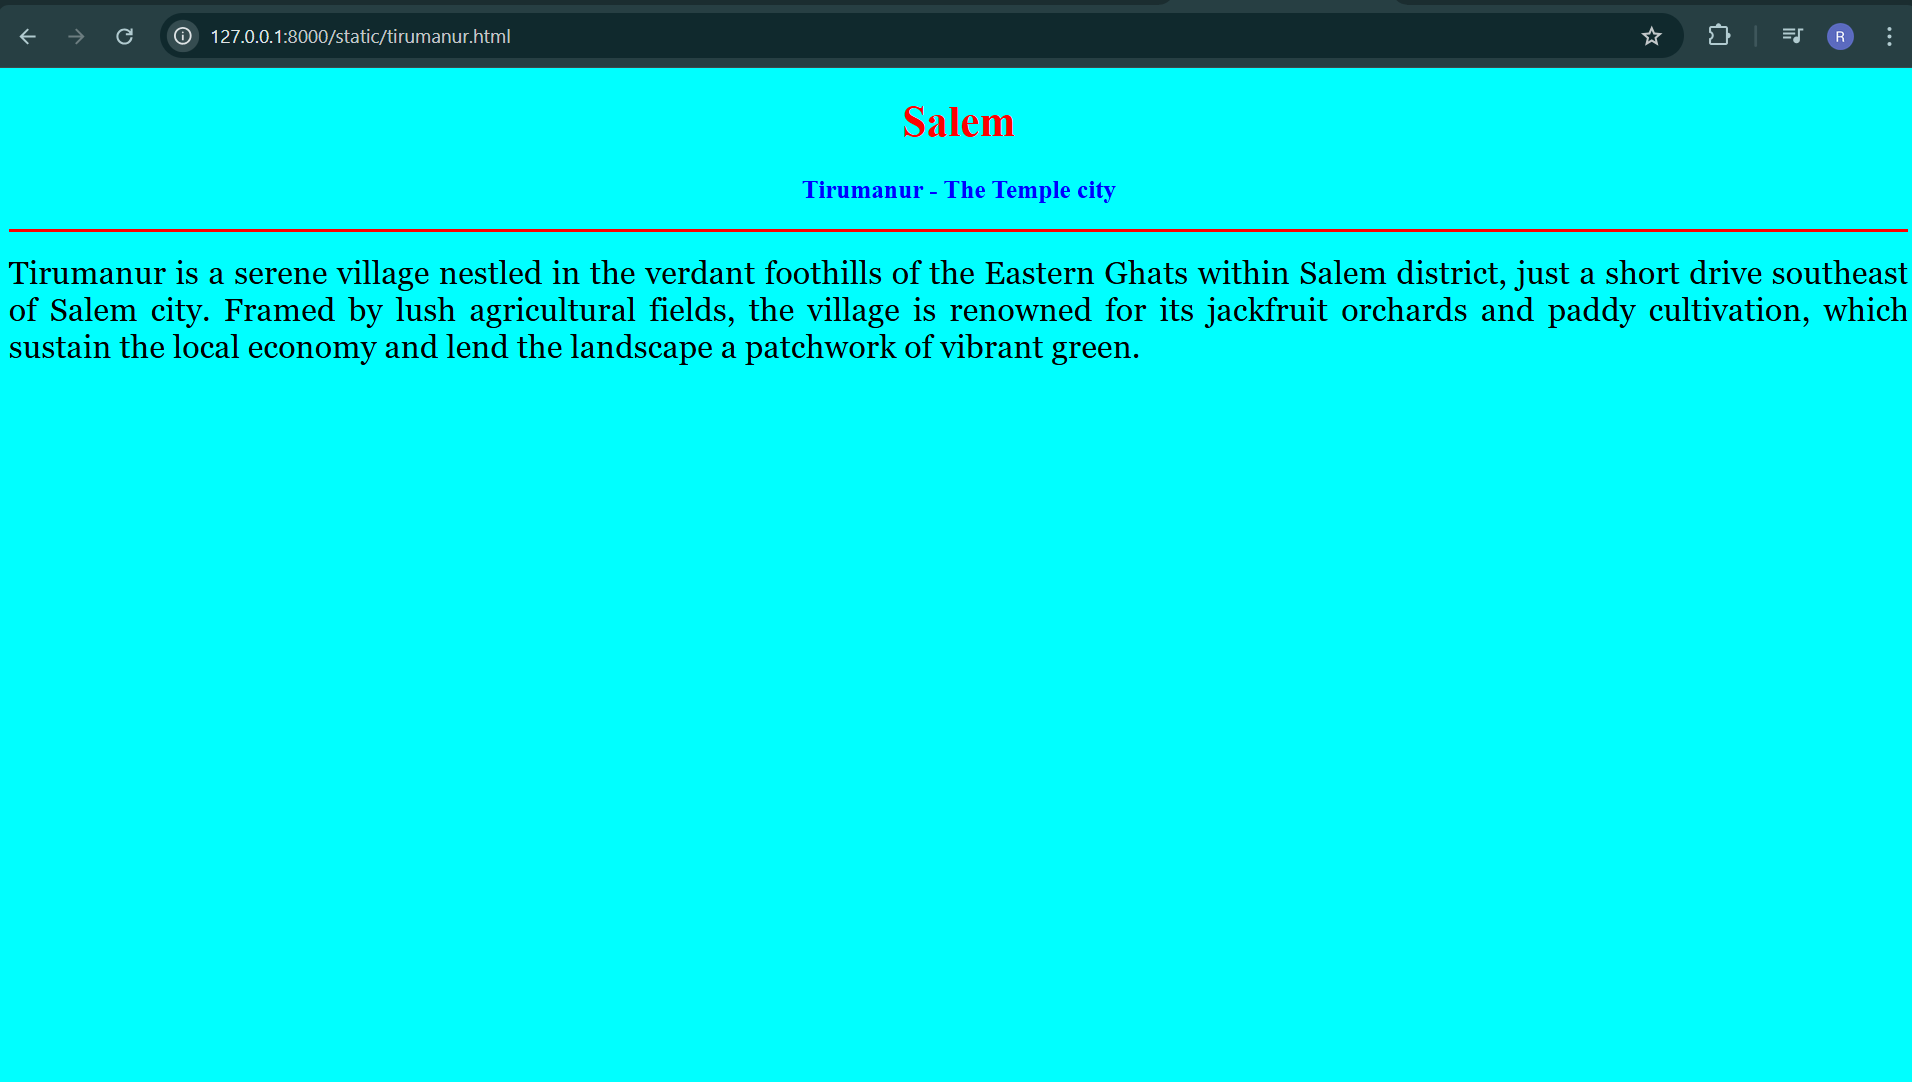 127.0.0.1:8000/static/tirumanur.html
R
Salem
Tirumanur - The Temple city
Tirumanur is a serene village nestled in the verdant foothills of the Eastern Ghats within Salem district, just a short drive southeast
of Salem city. Framed by lush agricultural fields, the village is renowned for its jackfruit orchards and paddy cultivation, which
sustain the local economy and lend the landscape a patchwork of vibrant green.